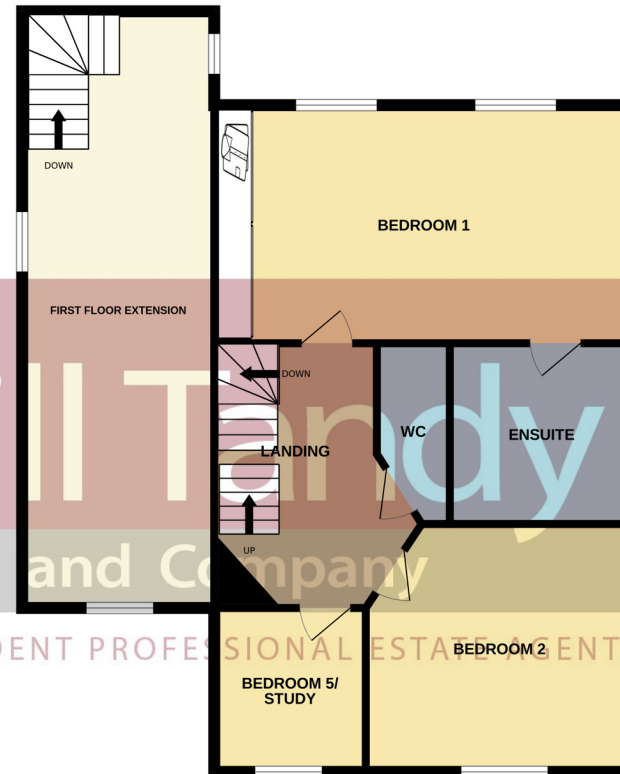 DOWN
BEDROOM 1
FIRST FLOOR EXTENSION
DOWN
LANDING
WC
ENSUITE
UP
BEDROOM 2
BEDROOM 5/
STUDY
ll Tandy
and Company
DENT PROFESSIONAL ESTATE AGENT